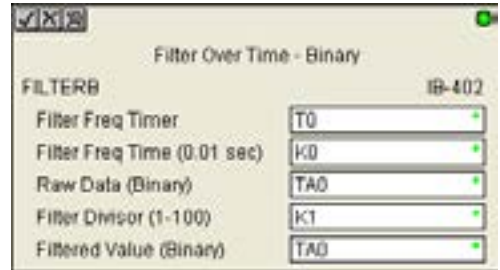 Filter Over Time - Binary
FILTERB IB-402
Filter Freq Timer T0
Filter Freq Time (0.01 sec) K0
Raw Data (Binary) TA0
Filter Divisor (1-100) K1
Filtered Value (Binary) TA0